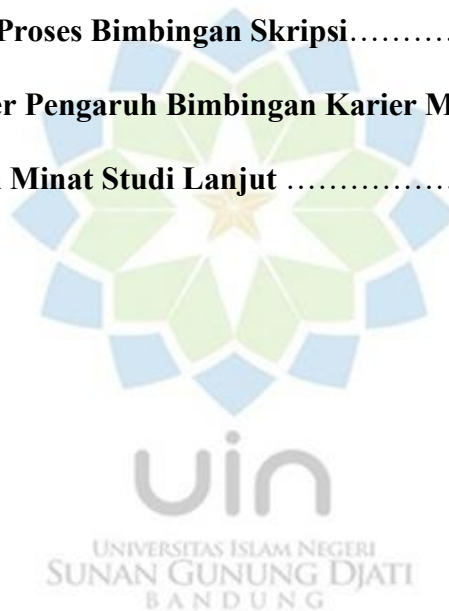 Proses Bimbingan Skripsi…………
er Pengaruh Bimbingan Karier M
Minat Studi Lanjut ………………
uin
UNIVERSITAS ISLAM NEGERI
SUNAN GUNUNG DJATI
BANDUNG